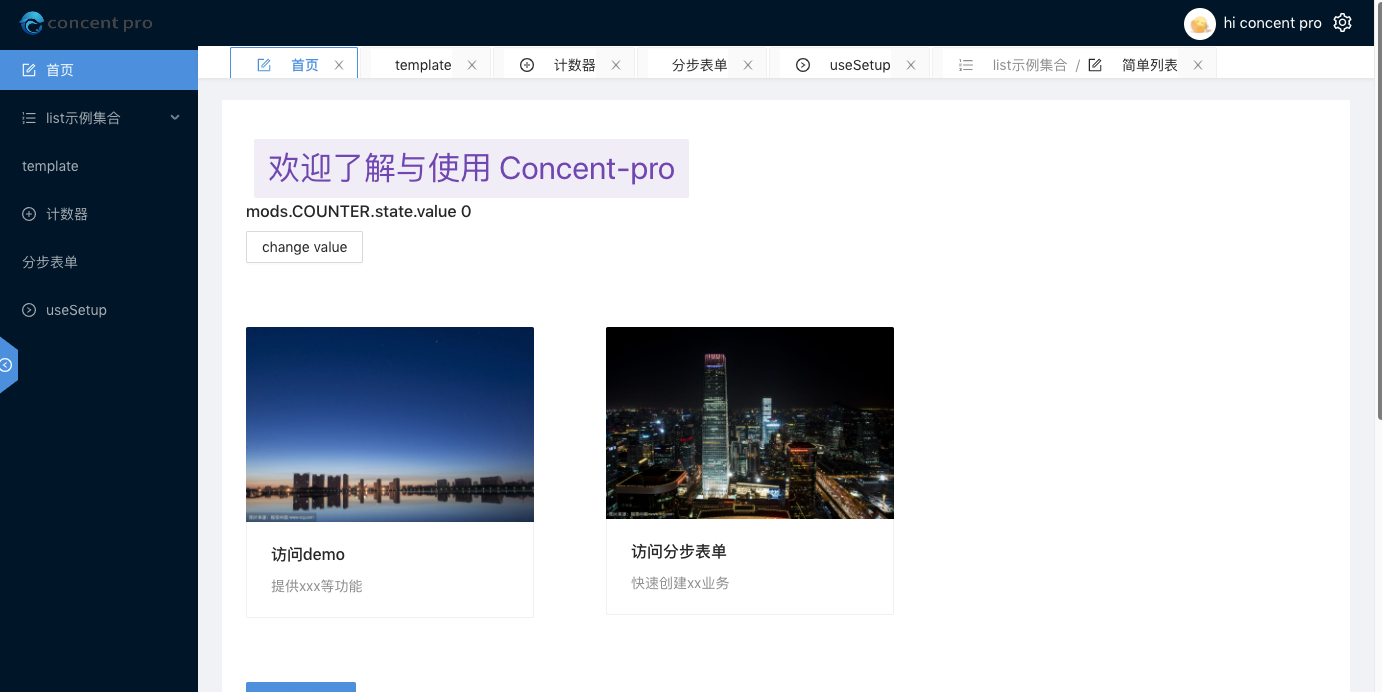 concent pro
hi concent pro
首页
list示例集合
template
计数器
分步表单
useSetup
首页
template
计数器
分步表单
useSetup
list示例集合 / 简单列表
欢迎了解与使用 Concent-pro
mods.COUNTER.state.value 0
change value
访问demo
提供xxx等功能
访问分步表单
快速创建xx业务